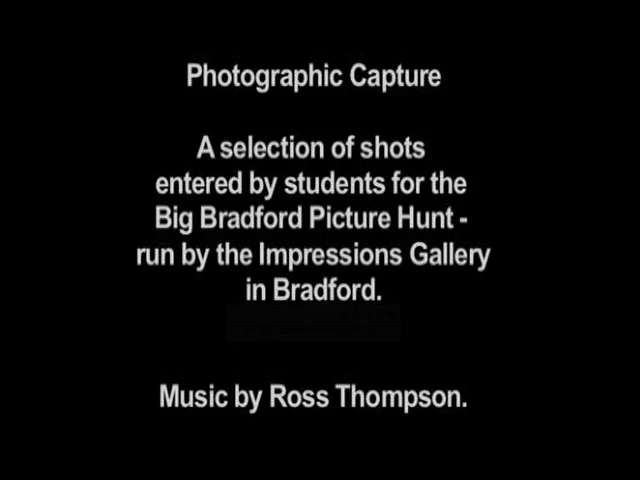 Photographic Capture
A selection of shots
entered by students for the
Big Bradford Picture Hunt -
run by the Impressions Gallery
in Bradford.
Music by Ross Thompson.